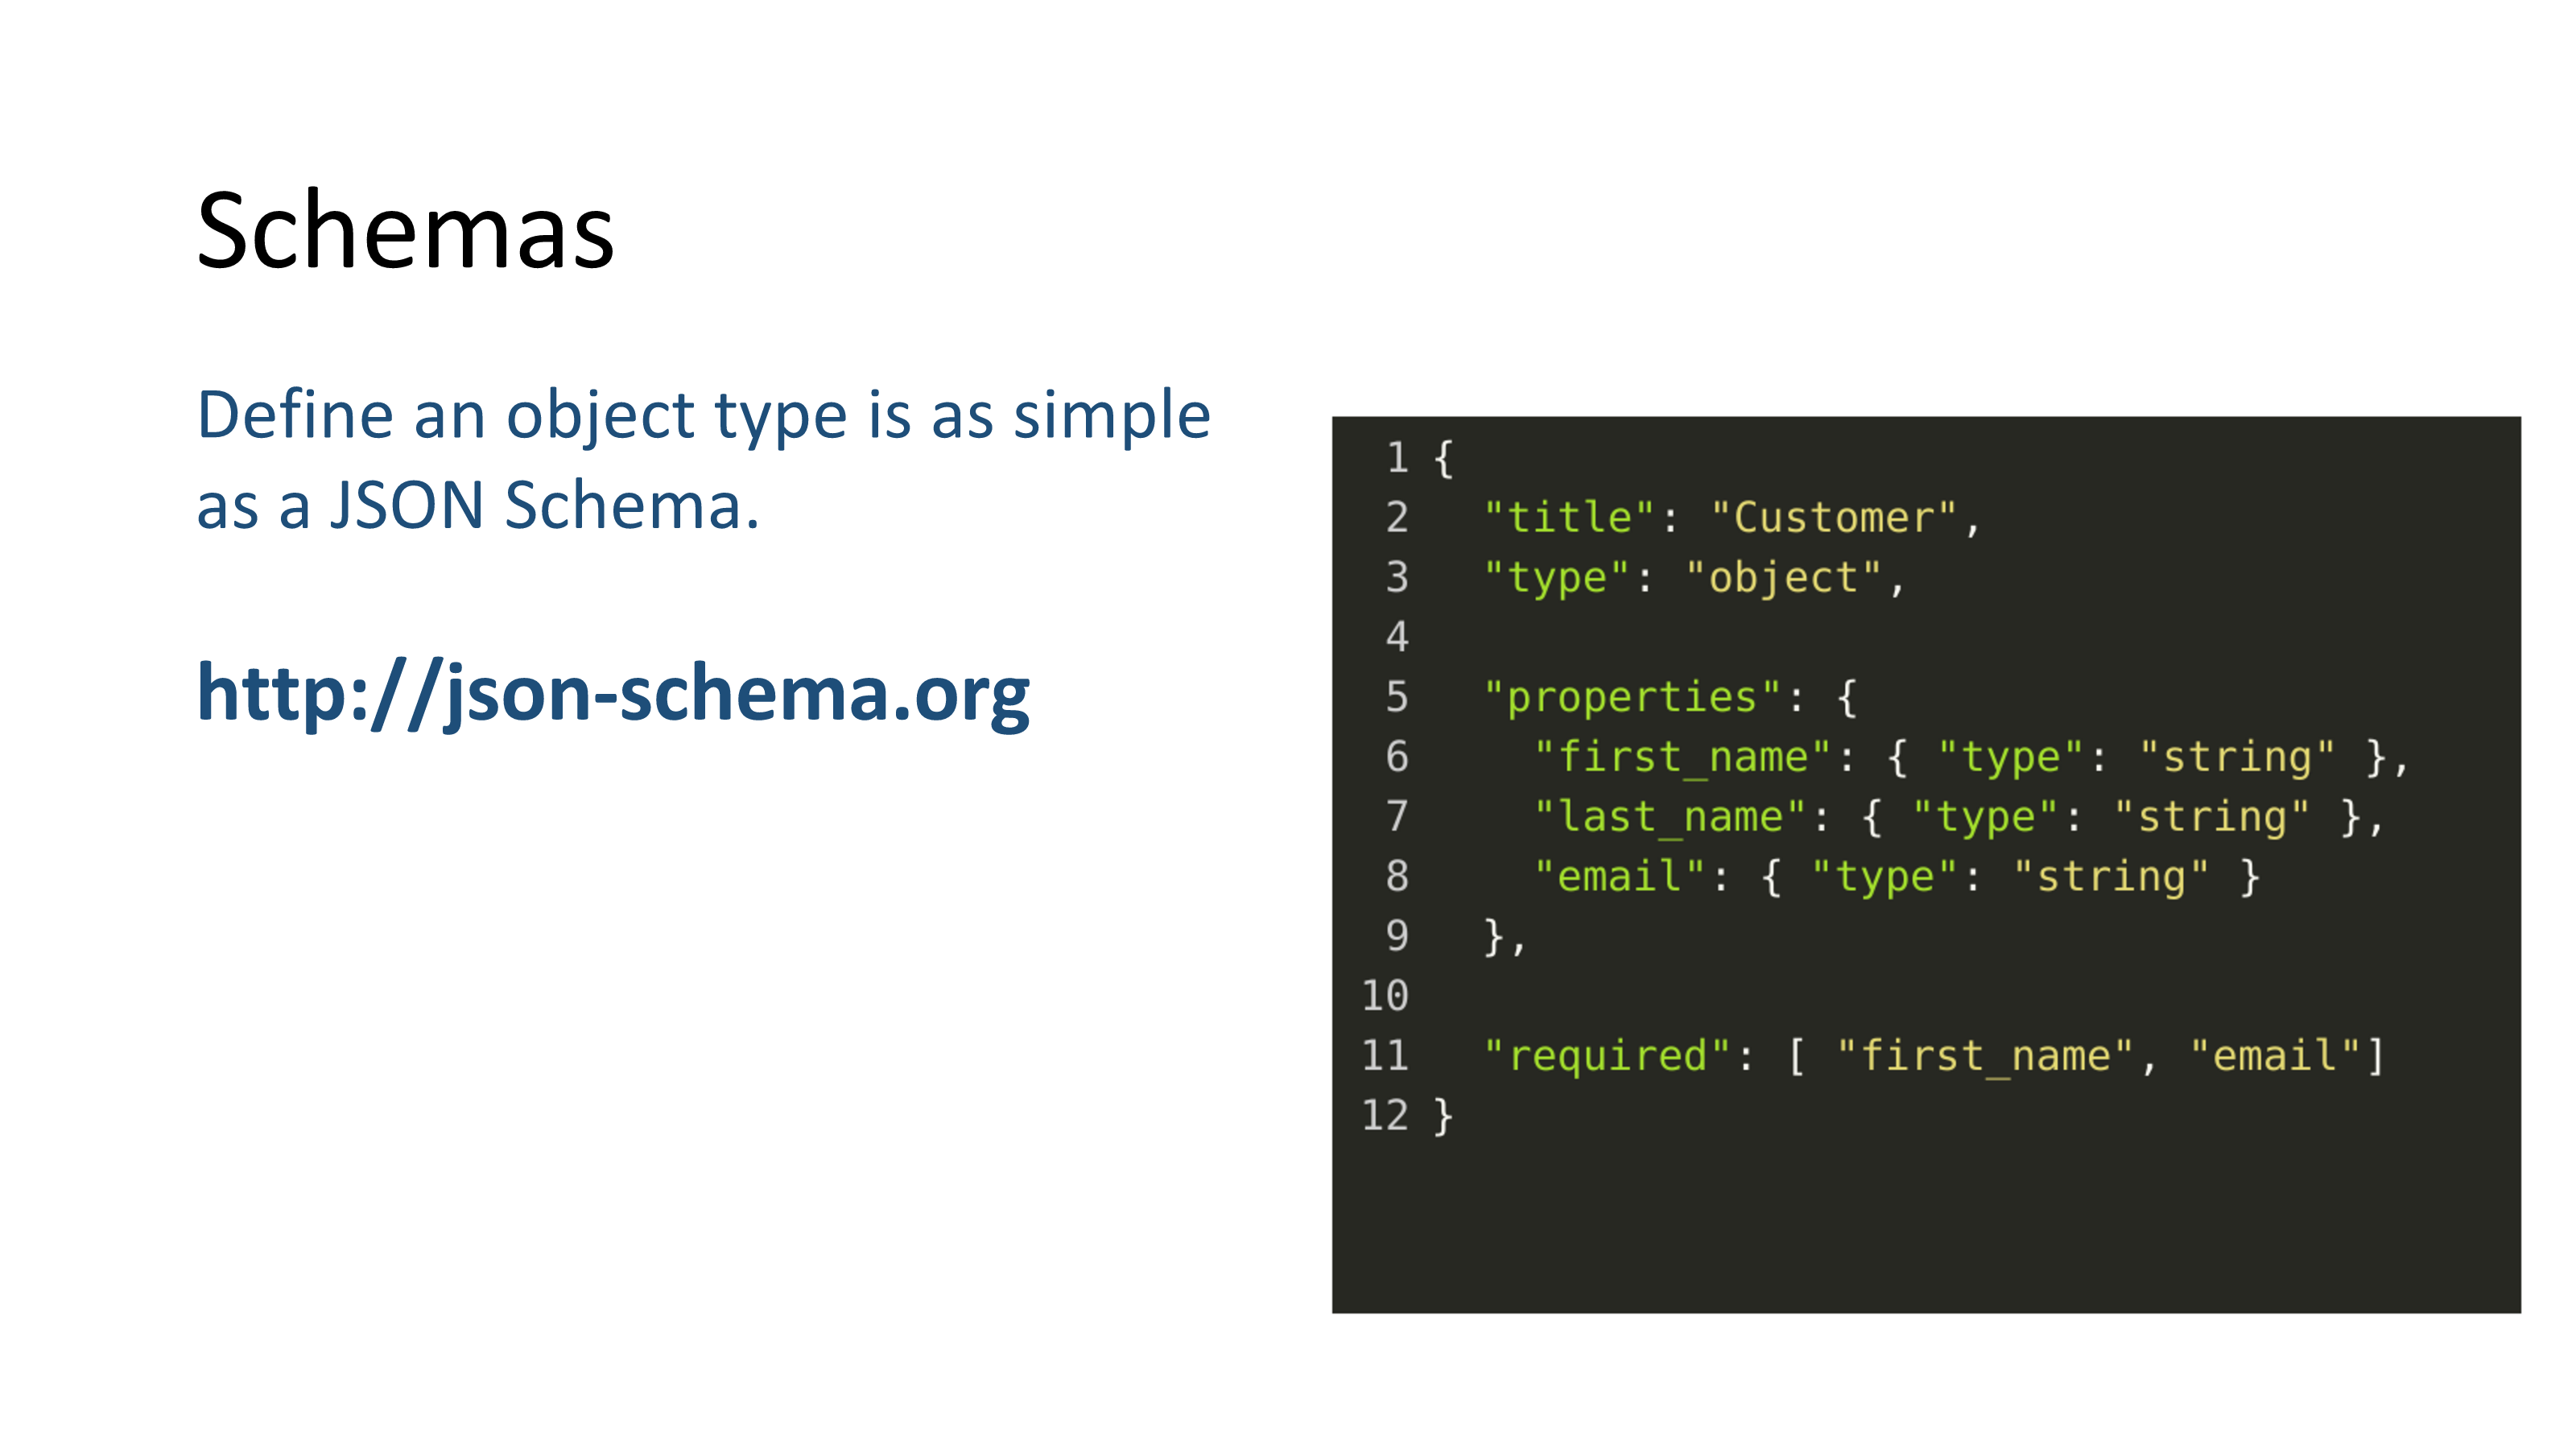 Schemas
Define an object type is as simple
as a JSON Schema.
http://json-schema.org
1 {
2   "title": "Customer",
3   "type": "object",
4
5   "properties": {
6     "first_name": { "type": "string" },
7     "last_name": { "type": "string" },
8     "email": { "type": "string" }
9   },
10
11   "required": [ "first_name", "email"]
12 }